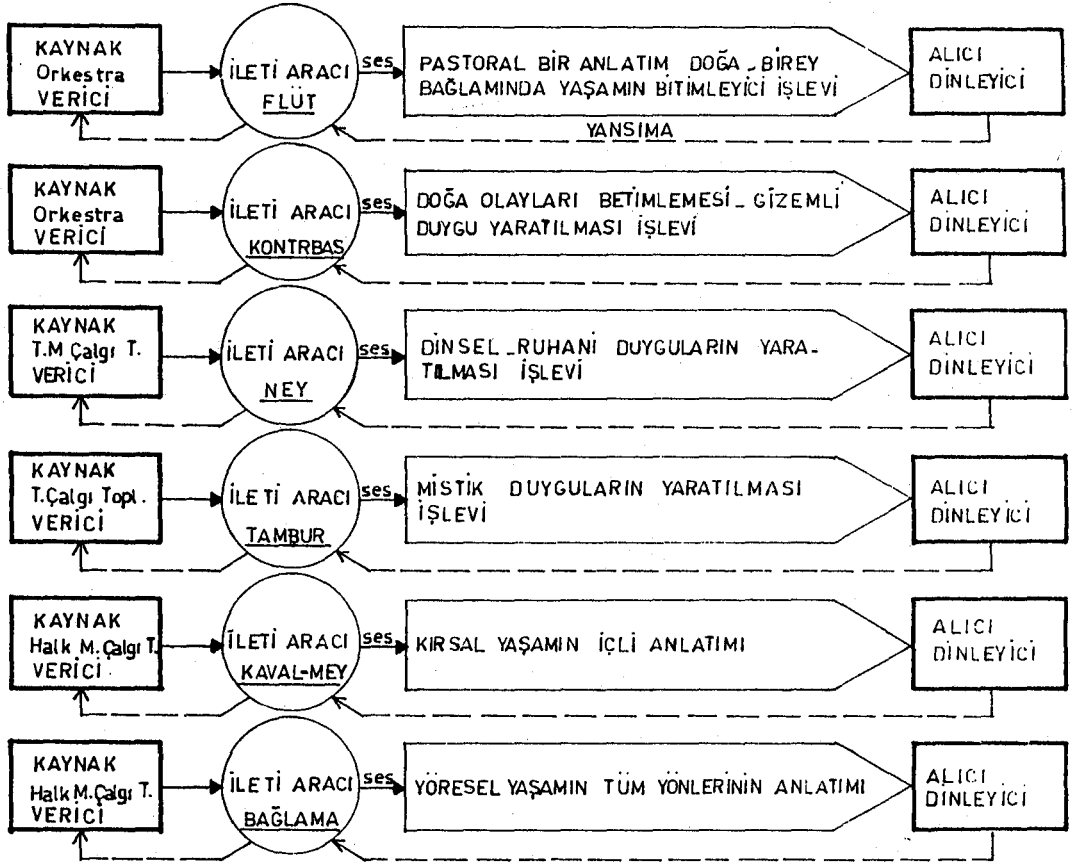 KAYNAK
Orkestra
VERİCİ
İLETİ ARACI
FLÜT
ses
PASTORAL BİR ANLATIM DOĞA-BİREY
BAĞLAMINDA YAŞAMIN BİTİMLEYİCİ İŞLEVİ
ALICI
DİNLEYİCİ
YANSIMA
KAYNAK
Orkestra
VERİCİ
İLETİ ARACI
KONTRBAS
ses
DOĞA OLAYLARI BETİMLEMESİ-GİZEMLİ
DUYGU YARATILMASI İŞLEVİ
ALICI
DİNLEYİCİ
KAYNAK
T.M Çalgı T.
VERİCİ
İLETİ ARACI
NEY
ses
DİNSEL-RUHANİ DUYGULARIN YARA-
TILMASI İŞLEVİ
ALICI
DİNLEYİCİ
KAYNAK
T.Çalgı Topl.
VERİCİ
İLETİ ARACI
TAMBUR
ses
MİSTİK DUYGULARIN YARATILMASI
İŞLEVİ
ALICI
DİNLEYİCİ
KAYNAK
Halk M. Çalgı T.
VERİCİ
İLETİ ARACI
KAVAL-MEY
ses
KIRSAL YAŞAMIN İÇLİ ANLATIMI
ALICI
DİNLEYİCİ
KAYNAK
Halk M. Çalgı T.
VERİCİ
İLETİ ARACI
BAĞLAMA
ses
YÖRESEL YAŞAMIN TÜM YÖNLERİNİN ANLATIMI
ALICI
DİNLEYİCİ